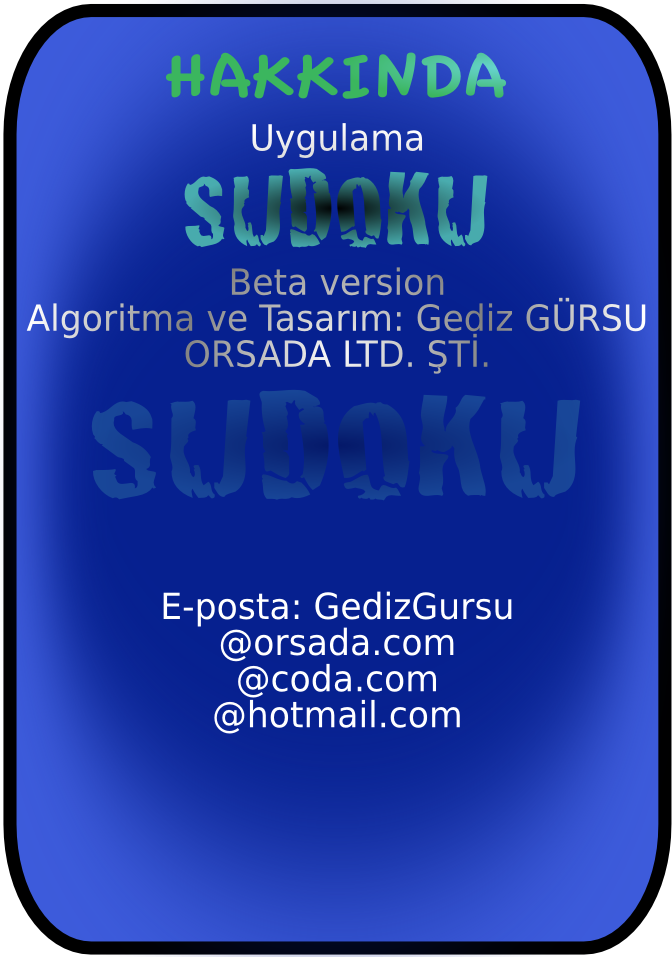 HAKKINDA
Uygulama
SUDOKU
Beta version
Algoritma ve Tasarım: Gediz GÜRSU
ORSADA LTD. ŞTİ.
SUDOKU
E-posta: GedizGursu
@orsada.com
@coda.com
@hotmail.com